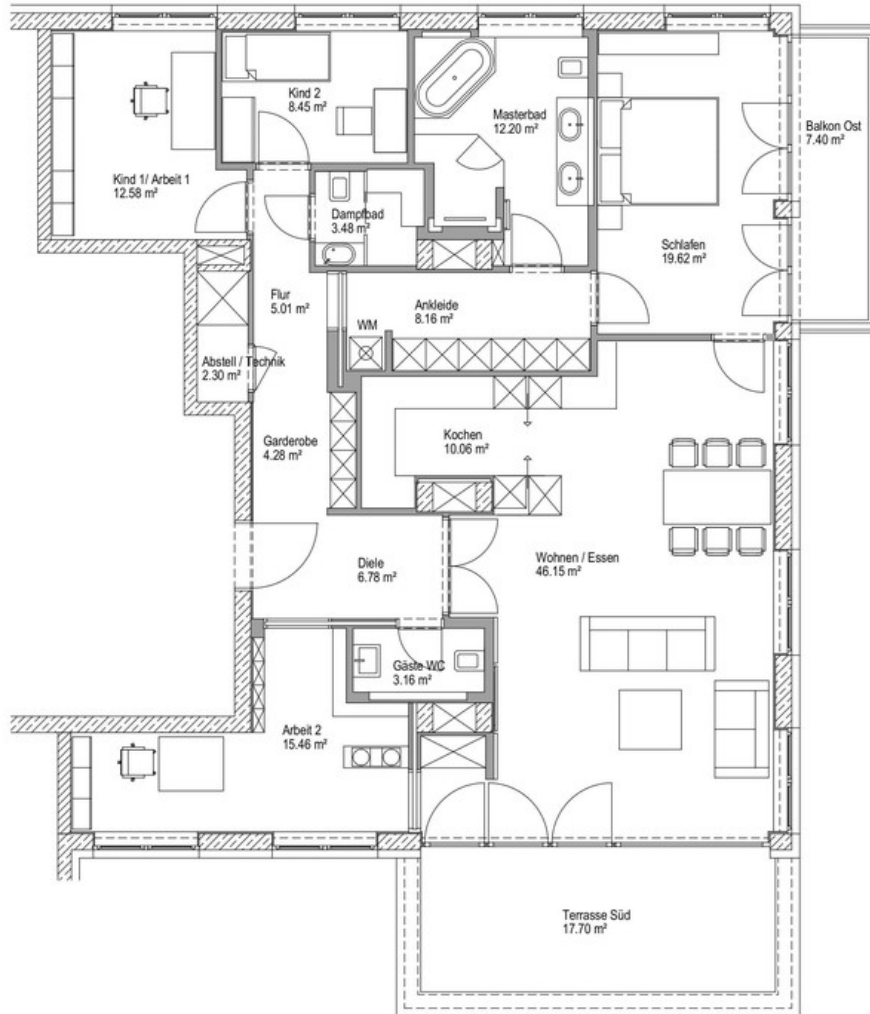 Kind 2
8.45 m²
Masterbad
12.20 m²
Balkon Ost
7.40 m²
Kind 1/ Arbeit 1
12.58 m²
Dampfbad
3.48 m²
Schlafen
19.62 m²
Flur
5.01 m²
Ankleide
8.16 m²
WM
Abstell / Technik
2.30 m²
Garderobe
4.28 m²
Kochen
10.06 m²
Diele
6.78 m²
Wohnen / Essen
46.15 m²
Gäste WC
3.16 m²
Arbeit 2
15.46 m²
Terrasse Süd
17.70 m²